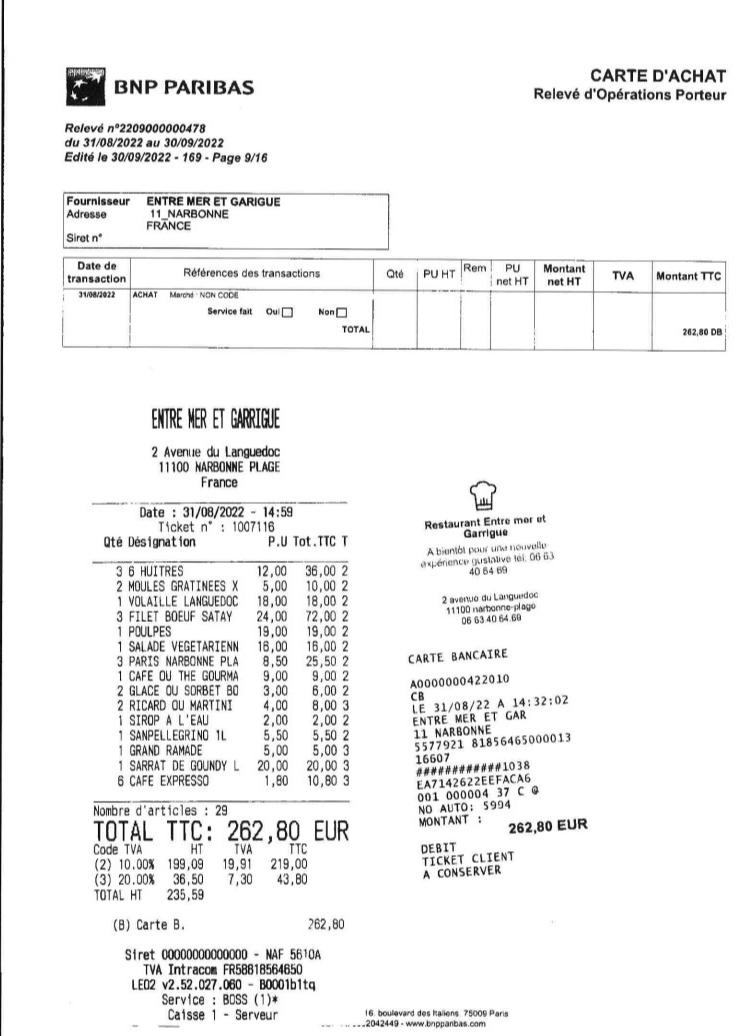 BNP PARIBAS
CARTE D'ACHAT
Relevé d'Opérations Porteur
Relevé n°2209000000478
du 31/08/2022 au 30/09/2022
Edité le 30/09/2022 - 169 - Page 9/16
Fournisseur ENTRE MER ET GARIGUE
Adresse 11_NARBONNE
FRANCE
Siret n°
Date de transaction Références des transactions Qté PU HT Rem PU net HT Montant net HT TVA Montant TTC
31/08/2022 ACHAT Marché : NON CODE
Service fait Oui Non
TOTAL 262,80 DB
ENTRE MER ET GARRIGUE
2 Avenue du Languedoc
11100 NARBONNE PLAGE
France
Date : 31/08/2022 - 14:59
Ticket n° : 1007116
Qté Désignation P.U Tot.TTC T
3 6 HUITRES 12,00 36,00 2
2 MOULES GRATINEES X 5,00 10,00 2
1 VOLAILLE LANGUEDOC 18,00 18,00 2
3 FILET BOEUF SATAY 24,00 72,00 2
1 POULPES 19,00 19,00 2
1 SALADE VEGETARIENN 16,00 16,00 2
3 PARIS NARBONNE PLA 8,50 25,50 2
1 CAFE OU THE GOURMA 9,00 9,00 2
2 GLACE OU SORBET BO 3,00 6,00 2
2 RICARD OU MARTINI 4,00 8,00 3
1 SIROP A L'EAU 2,00 2,00 2
1 SANPELLEGRINO 1L 5,50 5,50 2
1 GRAND RAMADE 5,00 5,00 3
1 SARRAT DE GOUNDY L 20,00 20,00 3
6 CAFE EXPRESSO 1,80 10,80 3
Nombre d'articles : 29
TOTAL TTC: 262,80 EUR
Code TVA HT TVA TTC
(2) 10.00% 199,09 19,91 219,00
(3) 20.00% 36,50 7,30 43,80
TOTAL HT 235,59
(B) Carte B. 262,80
Siret 00000000000000 - NAF 5610A
TVA Intracom FR58818564650
LEO2 v2.52.027.060 - B0001b1tq
Service : BOSS (1)*
Caisse 1 - Serveur
Restaurant Entre mer et
Garrigue
A bientôt pour une nouvelle
expérience gustative tel. 06 63
40 64 69
2 avenue du Languedoc
11100 narbonne-plage
06 63 40 64 69
CARTE BANCAIRE
A0000000422010
CB
LE 31/08/22 A 14:32:02
ENTRE MER ET GAR
11 NARBONNE
5577921 81856465000013
16607
############1038
EA7142622EEFACA6
001 000004 37 C @
NO AUTO: 5994
MONTANT :
262,80 EUR
DEBIT
TICKET CLIENT
A CONSERVER
16, boulevard des Italiens 75009 Paris
2042449 - www.bnpparibas.com